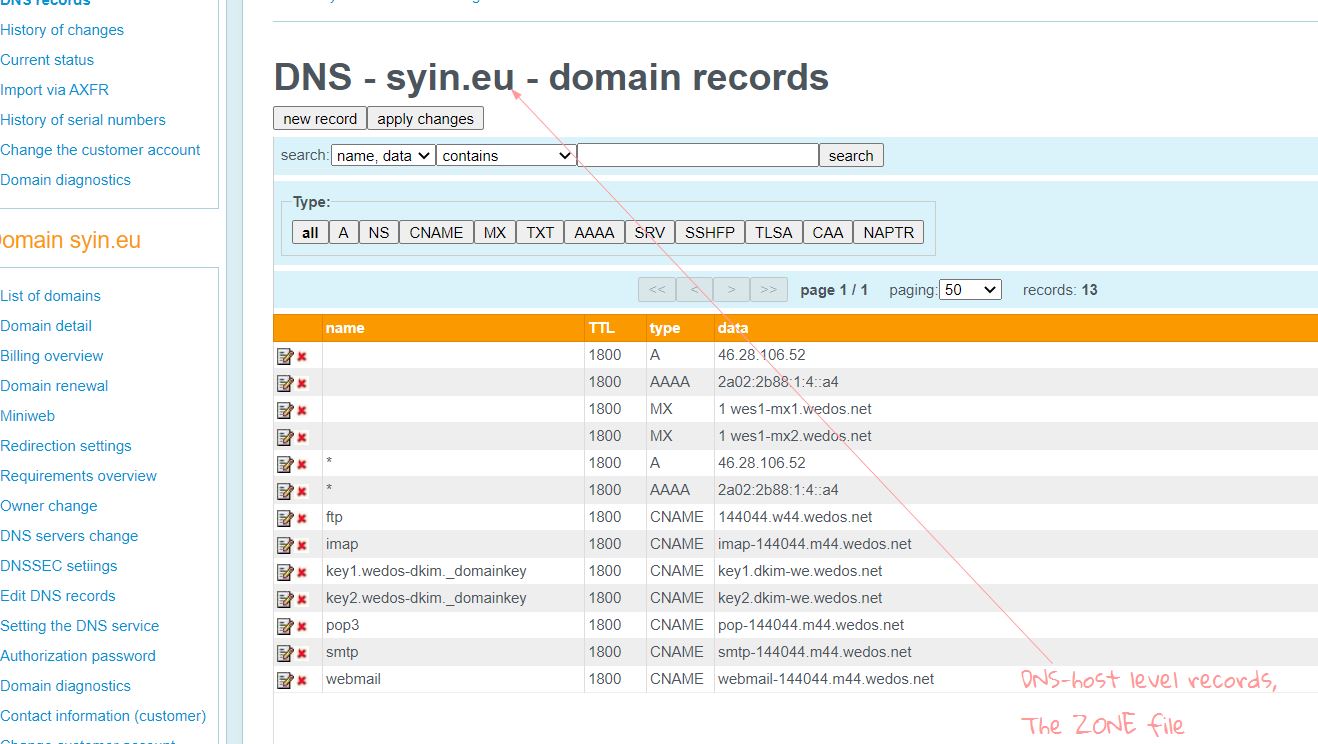 DNS records
History of changes
Current status
Import via AXFR
History of serial numbers
Change the customer account
Domain diagnostics
omain syin.eu
List of domains
Domain detail
Billing overview
Domain renewal
Miniweb
Redirection settings
Requirements overview
Owner change
DNS servers change
DNSSEC setiings
Edit DNS records
Setting the DNS service
Authorization password
Domain diagnostics
Contact information (customer)
Change customer account
DNS - syin.eu - domain records
new record apply changes
search: name, data contains search
Type:
all A NS CNAME MX TXT AAAA SRV SSHFP TLSA CAA NAPTR
<< < > >> page 1 / 1 paging: 50 records: 13
name TTL type data
1800 A 46.28.106.52
1800 AAAA 2a02:2b88:1:4::a4
1800 MX 1 wes1-mx1.wedos.net
1800 MX 1 wes1-mx2.wedos.net
* 1800 A 46.28.106.52
* 1800 AAAA 2a02:2b88:1:4::a4
ftp 1800 CNAME 144044.w44.wedos.net
imap 1800 CNAME imap-144044.m44.wedos.net
key1.wedos-dkim._domainkey 1800 CNAME key1.dkim-we.wedos.net
key2.wedos-dkim._domainkey 1800 CNAME key2.dkim-we.wedos.net
pop3 1800 CNAME pop-144044.m44.wedos.net
smtp 1800 CNAME smtp-144044.m44.wedos.net
webmail 1800 CNAME webmail-144044.m44.wedos.net
DNS-host level records,
The ZONE file